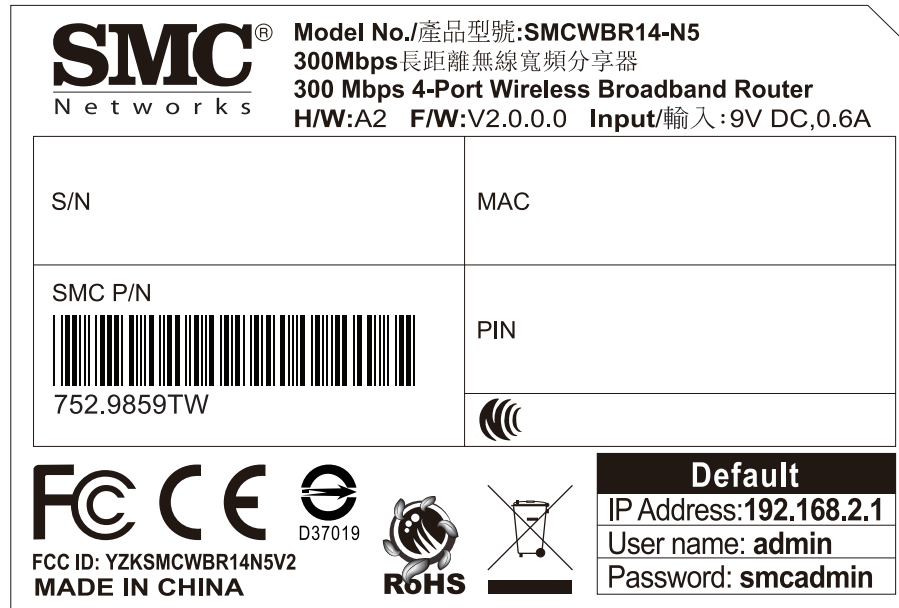 SMC®
Networks
Model No./產品型號:SMCWBR14-N5
300Mbps長距離無線寬頻分享器
300 Mbps 4-Port Wireless Broadband Router
H/W:A2 F/W:V2.0.0.0 Input/輸入:9V DC,0.6A
S/N
MAC
SMC P/N
752.9859TW
PIN
FC CE
D37019
FCC ID: YZKSMCWBR14N5V2
MADE IN CHINA
RoHS
Default
IP Address:192.168.2.1
User name: admin
Password: smcadmin